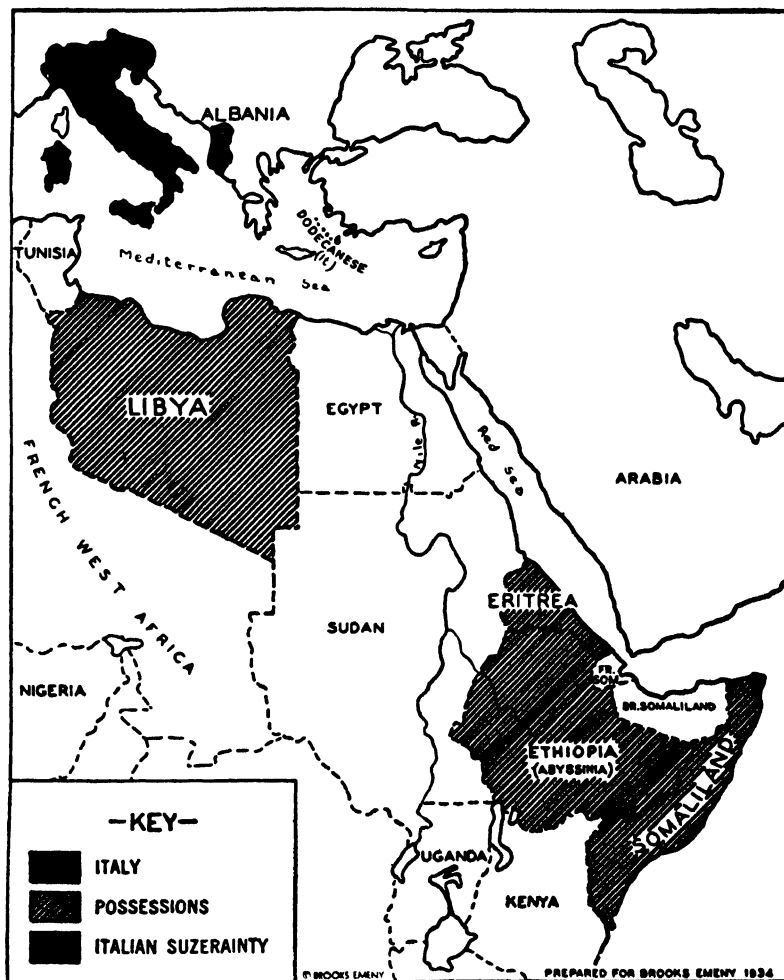 ALBANIA
DODECANESE
(It)
TUNISIA
Mediterranean Sea
LIBYA
EGYPT
Nile R.
Red Sea
ARABIA
FRENCH WEST AFRICA
ERITREA
SUDAN
FR.
SOM.
NIGERIA
BR. SOMALILAND
ETHIOPIA
(ABYSSINIA)
SOMALILAND
-KEY-
ITALY
POSSESSIONS
ITALIAN SUZERAINTY
UGANDA
KENYA
© BROOKS EMENY
PREPARED FOR BROOKS EMENY 1936